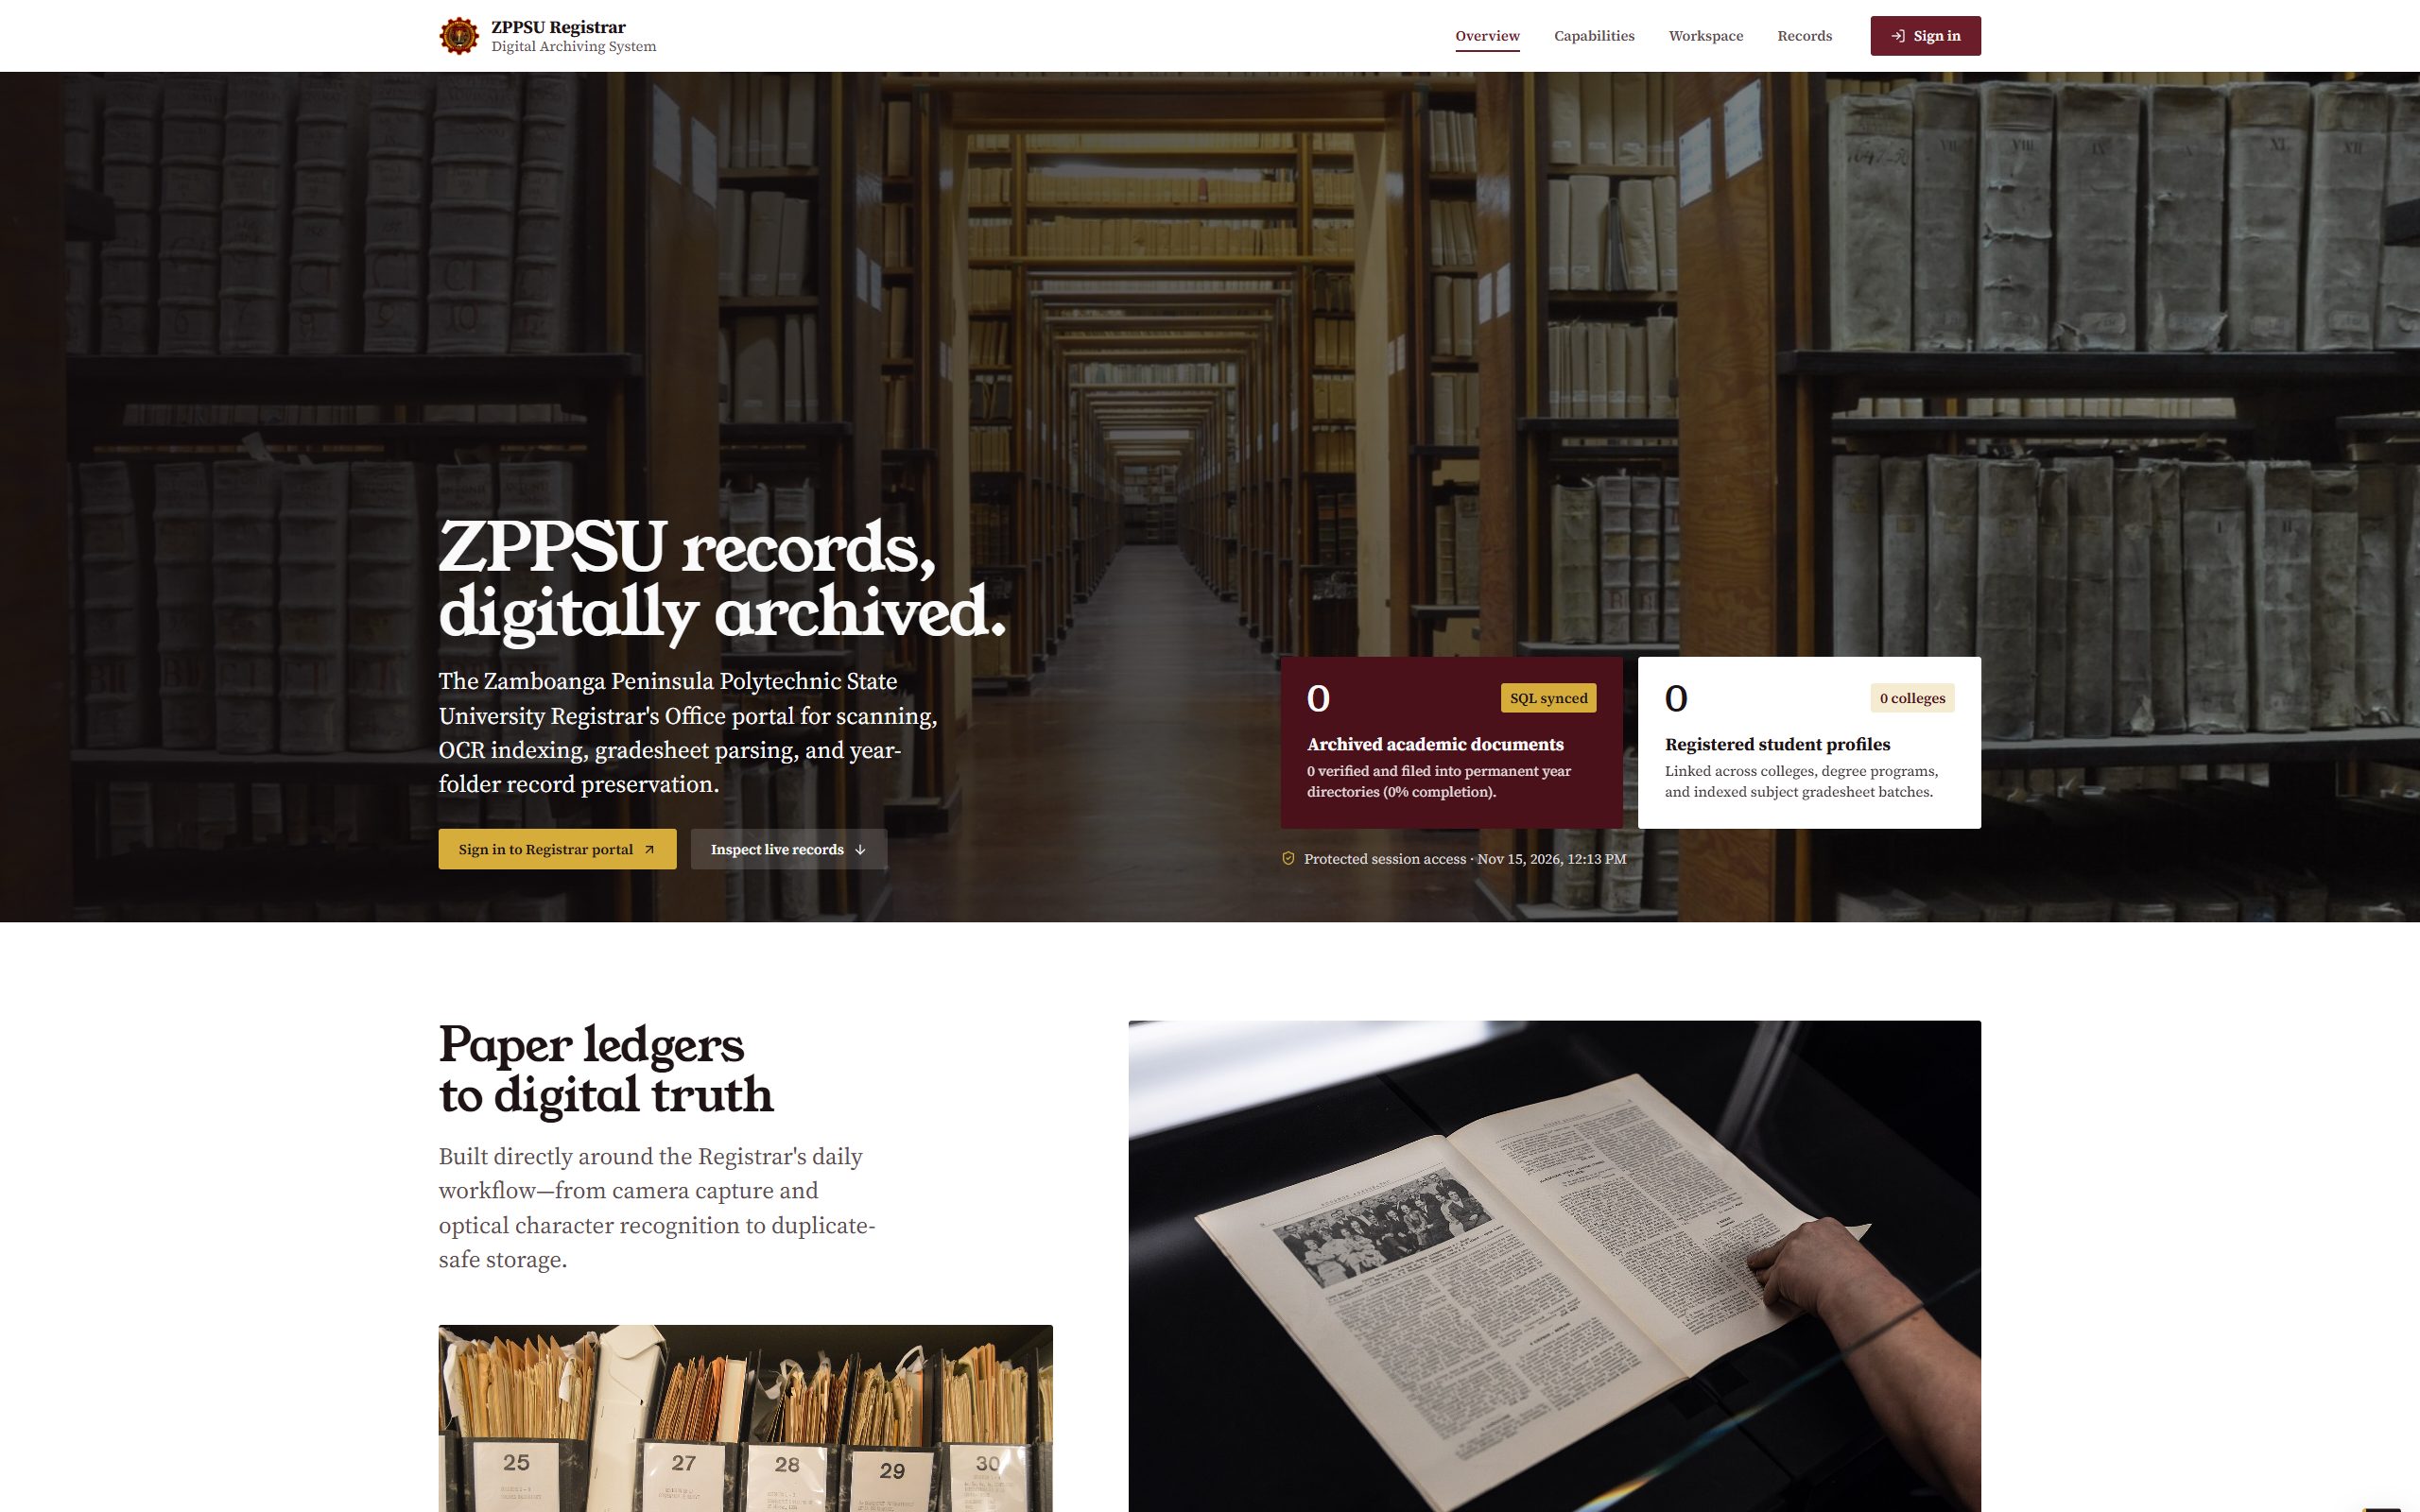 ZPPSU Registrar
Digital Archiving System
Overview
Capabilities
Workspace
Records
Sign in
ZPPSU records,
digitally archived.
The Zamboanga Peninsula Polytechnic State
University Registrar's Office portal for scanning,
OCR indexing, gradesheet parsing, and year-
folder record preservation.
Sign in to Registrar portal
Inspect live records
0
SQL synced
Archived academic documents
0 verified and filed into permanent year
directories (0% completion).
0
0 colleges
Registered student profiles
Linked across colleges, degree programs,
and indexed subject gradesheet batches.
Protected session access · Nov 15, 2026, 12:13 PM
Paper ledgers
to digital truth
Built directly around the Registrar's daily
workflow—from camera capture and
optical character recognition to duplicate-
safe storage.
25
27
28
29
30